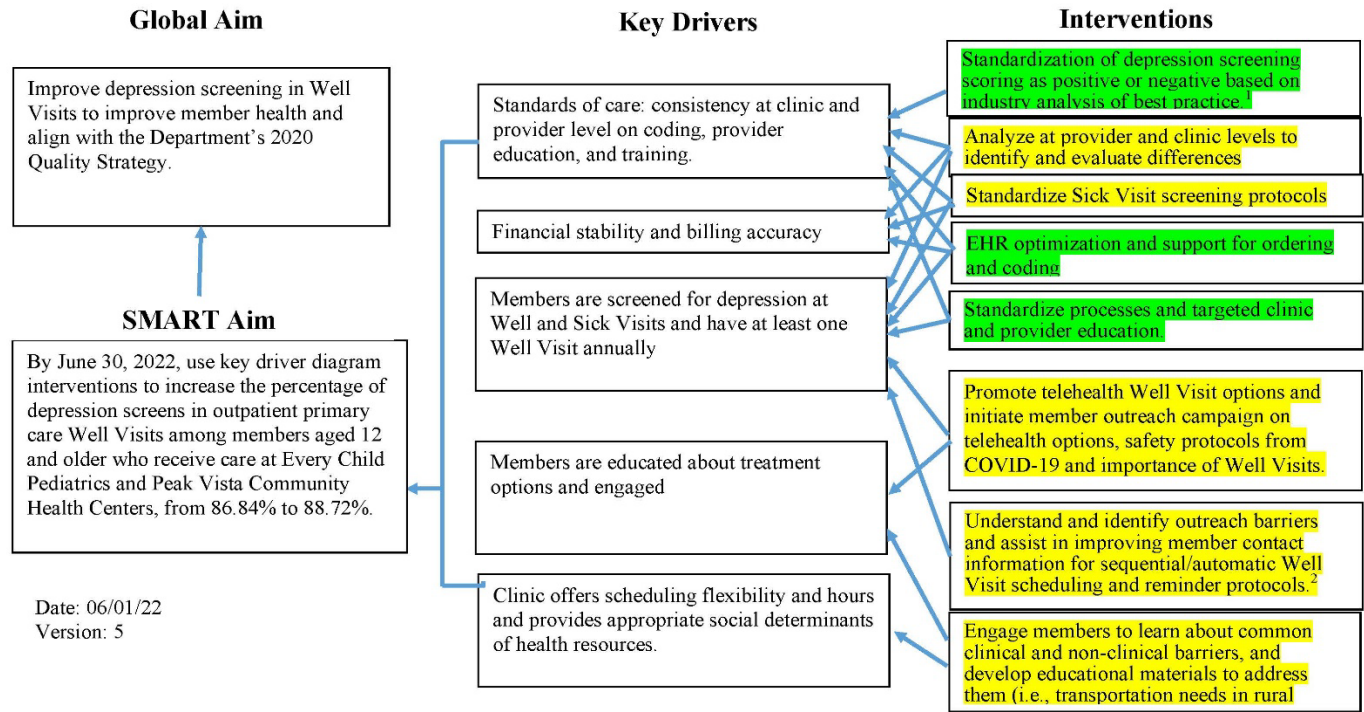 Global Aim
Improve depression screening in Well
Visits to improve member health and
align with the Department's 2020
Quality Strategy.
SMART Aim
By June 30, 2022, use key driver diagram
interventions to increase the percentage of
depression screens in outpatient primary
care Well Visits among members aged 12
and older who receive care at Every Child
Pediatrics and Peak Vista Community
Health Centers, from 86.84% to 88.72%.
Date: 06/01/22
Version: 5
Key Drivers
Standards of care: consistency at clinic and
provider level on coding, provider
education, and training.
Financial stability and billing accuracy
Members are screened for depression at
Well and Sick Visits and have at least one
Well Visit annually
Members are educated about treatment
options and engaged
Clinic offers scheduling flexibility and hours
and provides appropriate social determinants
of health resources.
Interventions
Standardization of depression screening
scoring as positive or negative based on
industry analysis of best practice.1
Analyze at provider and clinic levels to
identify and evaluate differences
Standardize Sick Visit screening protocols
EHR optimization and support for ordering
and coding
Standardize processes and targeted clinic
and provider education.
Promote telehealth Well Visit options and
initiate member outreach campaign on
telehealth options, safety protocols from
COVID-19 and importance of Well Visits.
Understand and identify outreach barriers
and assist in improving member contact
information for sequential/automatic Well
Visit scheduling and reminder protocols.2
Engage members to learn about common
clinical and non-clinical barriers, and
develop educational materials to address
them (i.e., transportation needs in rural